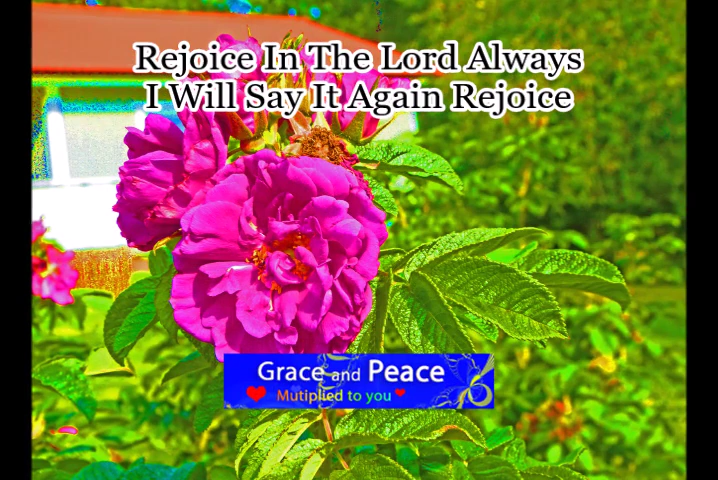 Rejoice In The Lord Always
I Will Say It Again Rejoice
Grace and Peace
Mutiplied to you